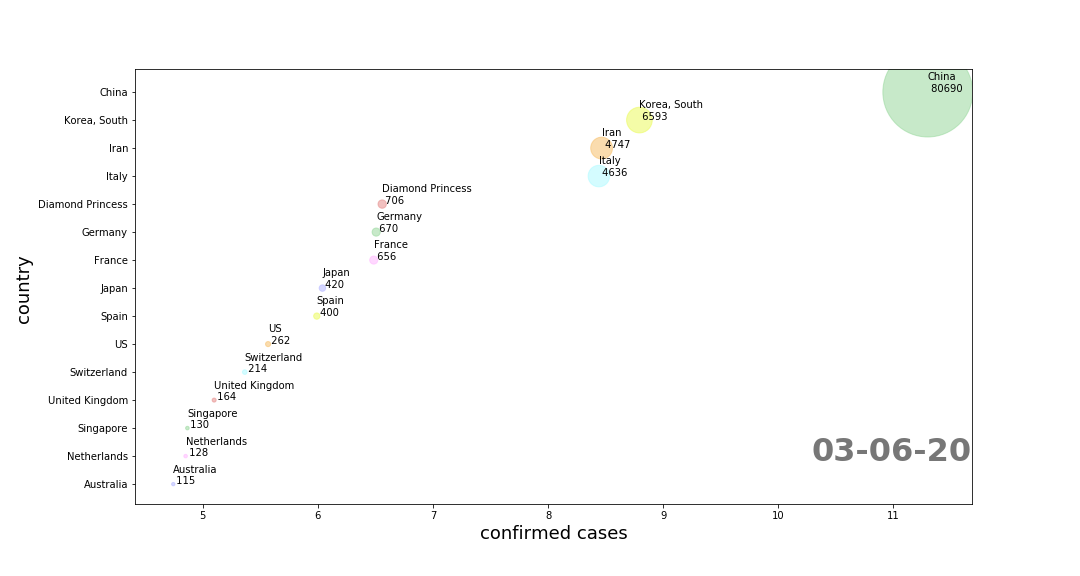 China
China
80690
Korea, South
Korea, South
6593
Iran
Iran
4747
Italy
Italy
4636
Diamond Princess
Diamond Princess
706
Germany
Germany
670
France
France
656
Japan
Japan
420
Spain
Spain
400
US
US
262
Switzerland
Switzerland
214
United Kingdom
United Kingdom
164
Singapore
Singapore
130
Netherlands
Netherlands
128
Australia
Australia
115
country
03-06-20
5 6 7 8 9 10 11
confirmed cases